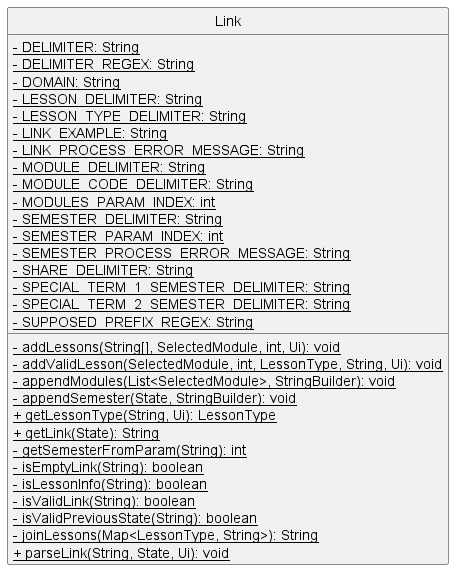 Link
- DELIMITER: String
- DELIMITER_REGEX: String
- DOMAIN: String
- LESSON_DELIMITER: String
- LESSON_TYPE_DELIMITER: String
- LINK_EXAMPLE: String
- LINK_PROCESS_ERROR_MESSAGE: String
- MODULE_DELIMITER: String
- MODULE_CODE_DELIMITER: String
- MODULES_PARAM_INDEX: int
- SEMESTER_DELIMITER: String
- SEMESTER_PARAM_INDEX: int
- SEMESTER_PROCESS_ERROR_MESSAGE: String
- SHARE_DELIMITER: String
- SPECIAL_TERM_1_SEMESTER_DELIMITER: String
- SPECIAL_TERM_2_SEMESTER_DELIMITER: String
- SUPPOSED_PREFIX_REGEX: String
- addLessons(String[], SelectedModule, int, Ui): void
- addValidLesson(SelectedModule, int, LessonType, String, Ui): void
- appendModules(List<SelectedModule>, StringBuilder): void
- appendSemester(State, StringBuilder): void
+ getLessonType(String, Ui): LessonType
+ getLink(State): String
- getSemesterFromParam(String): int
- isEmptyLink(String): boolean
- isLessonInfo(String): boolean
- isValidLink(String): boolean
- isValidPreviousState(String): boolean
- joinLessons(Map<LessonType, String>): String
+ parseLink(String, State, Ui): void